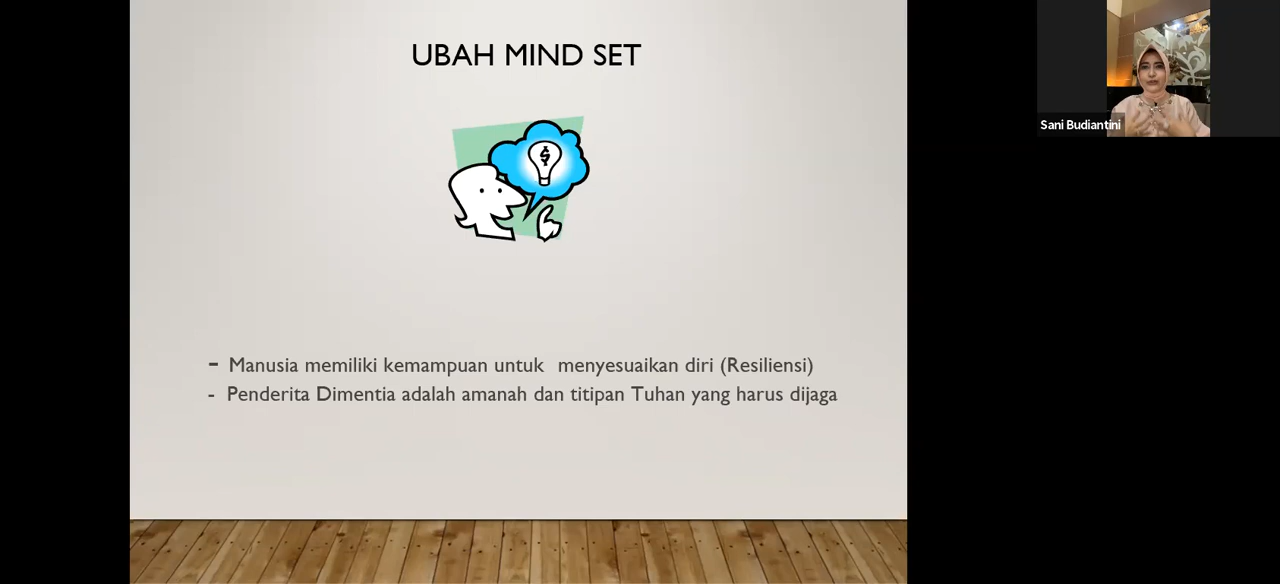 UBAH MIND SET
$
- Manusia memiliki kemampuan untuk  menyesuaikan diri (Resiliensi)
- Penderita Dimentia adalah amanah dan titipan Tuhan yang harus dijaga
Sani Budiantini